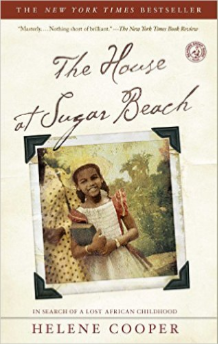 THE NEW YORK TIMES BESTSELLER
"Masterly.... Nothing short of brilliant." —The New York Times Book Review
The House
at Sugar Beach
IN SEARCH OF A LOST AFRICAN CHILDHOOD
HELENE COOPER